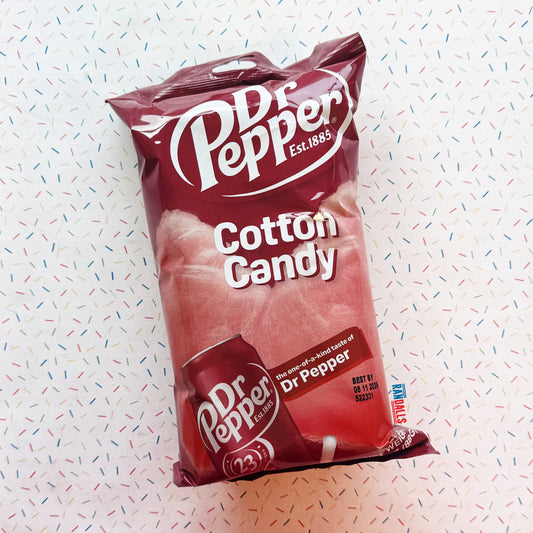 Dr
Pepper®
Est.1885
Cotton
Candy
the one-of-a-kind taste of
Dr Pepper
BEST BY
RANDALLS
Dr
Pepper
Est.1885
23